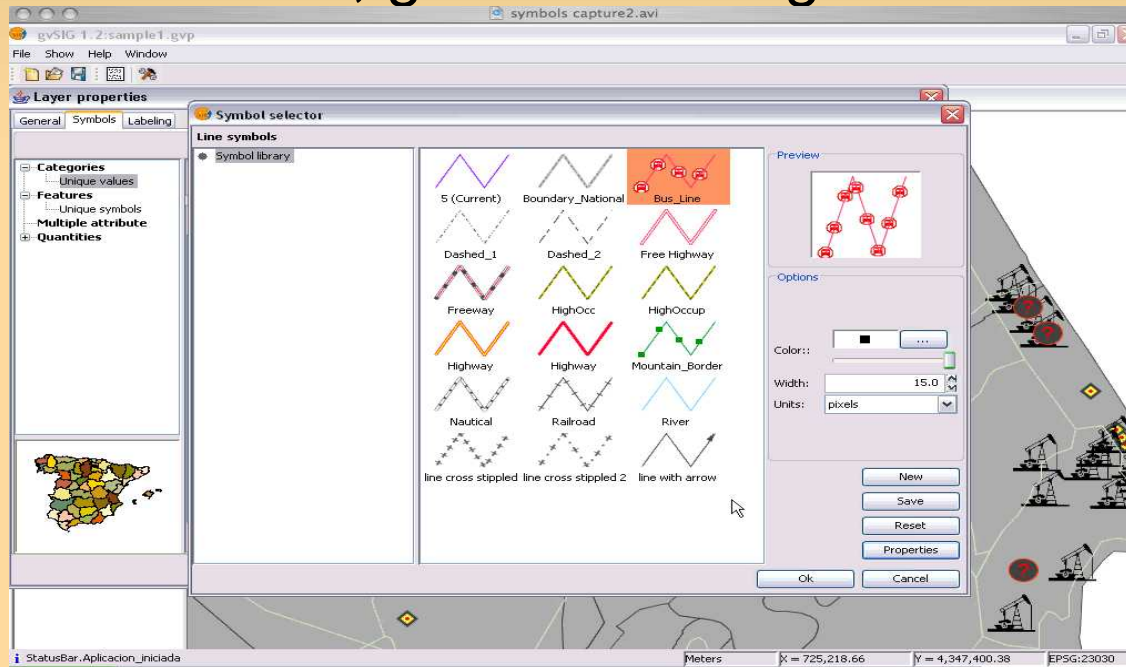 symbols capture2.avi
gvSIG 1.2:sample1.gvp
File Show Help Window
Layer properties
General Symbols Labeling
Categories
Unique values
Features
Unique symbols
Multiple attribute
Quantities
Symbol selector
Line symbols
Symbol library
5 (Current) Boundary_National Bus_Line
Dashed_1 Dashed_2 Free Highway
Freeway HighOcc HighOccup
Highway Highway Mountain_Border
Nautical Railroad River
line cross stippled line cross stippled 2 line with arrow
Preview
Options
Color::
...
Width: 15.0
Units: pixels
New
Save
Reset
Properties
Ok Cancel
? 
?
?
StatusBar.Aplicacion_iniciada Meters X = 725,218.66 Y = 4,347,400.38 EPSG:23030